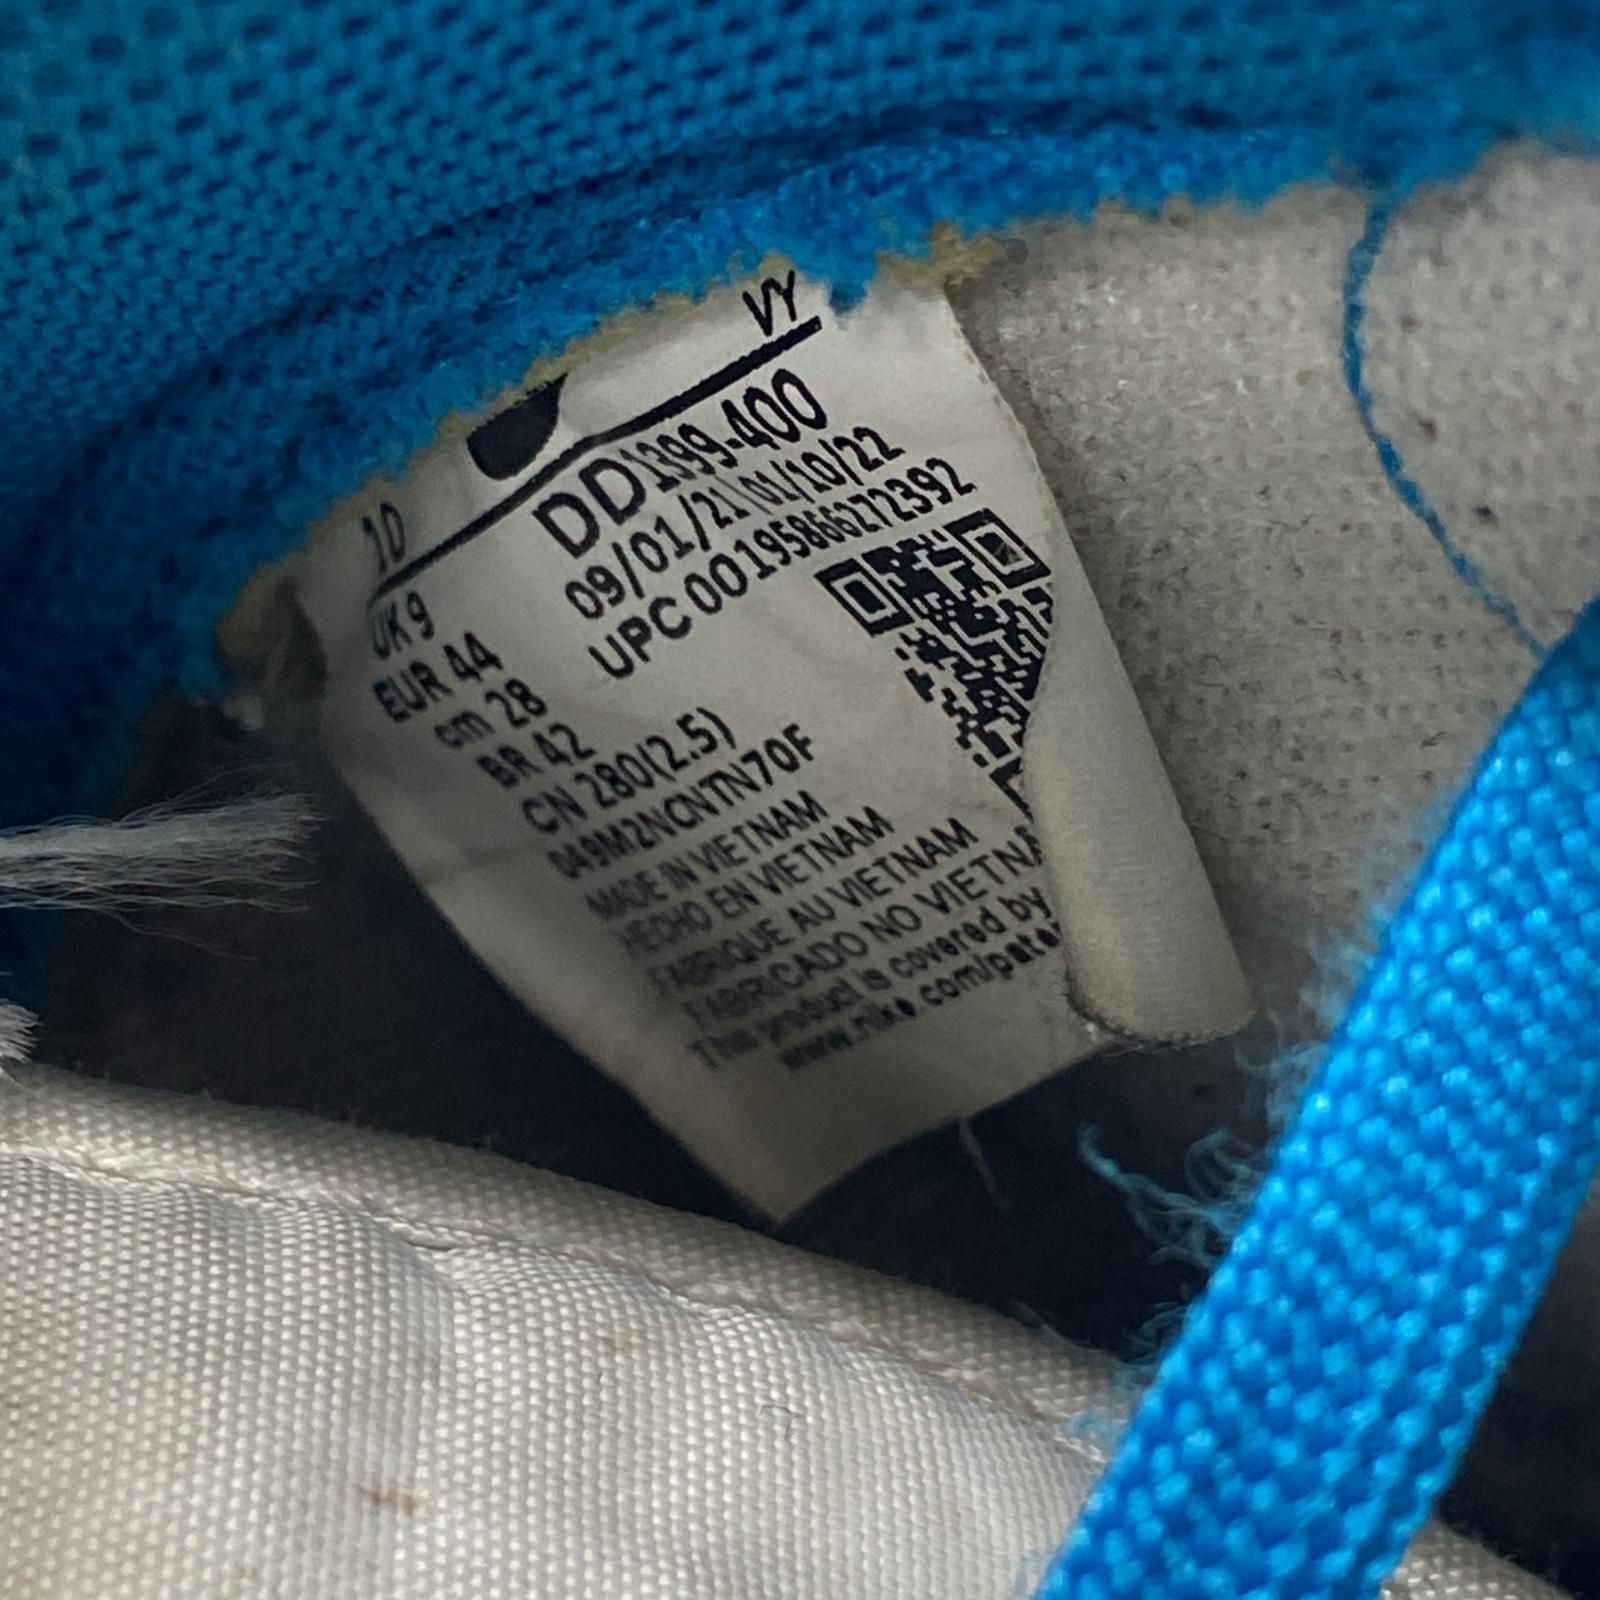 10
VY
UK 9
EUR 44
cm 28
BR 42
CN 280(2.5)
DD1399-400
09/01/21|01/10/22
UPC 00195866272392
049M2NCNTN70F
MADE IN VIETNAM
HECHO EN VIETNAM
FABRIQUE AU VIETNAM
FABRICADO NO VIETNA
This product is covered by
www.nike.com/pate